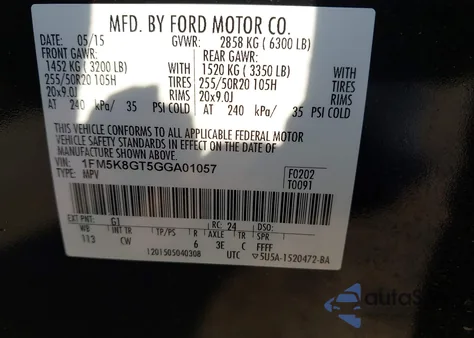 MFD. BY FORD MOTOR CO.
DATE: 05/15 GVWR: 2858 KG ( 6300 LB)
FRONT GAWR: REAR GAWR:
1452 KG ( 3200 LB) 1520 KG ( 3350 LB)
255/50R20 105H TIRES 255/50R20 105H TIRES
20x9.0J RIMS 20x9.0J RIMS
AT 240 kPa/ 35 PSI COLD AT 240 kPa/ 35 PSI COLD
THIS VEHICLE CONFORMS TO ALL APPLICABLE FEDERAL MOTOR
VEHICLE SAFETY STANDARDS IN EFFECT ON THE DATE OF
MANUFACTURE SHOWN ABOVE.
VIN: 1FM5K8GT5GGA01057
TYPE: MPV
F0202
T0091
EXT PNT: G1 RC: 24 DSO:
WB INT TR TP/PS R AXLE TR SPR
113 CW 6 3E C FFFF
1201505040308 UTC ▽5U5A-1520472-BA